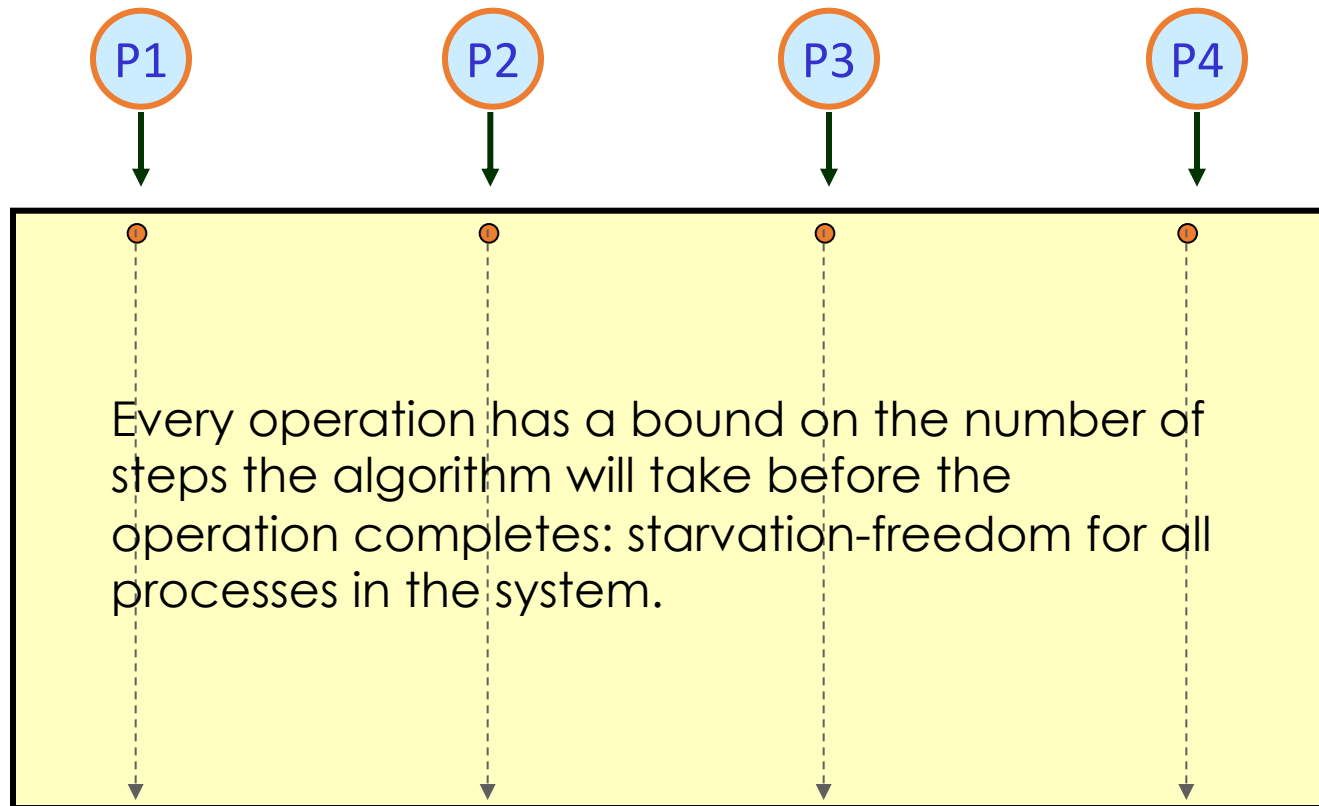 P1 P2 P3 P4
Every operation has a bound on the number of
steps the algorithm will take before the
operation completes: starvation-freedom for all
processes in the system.